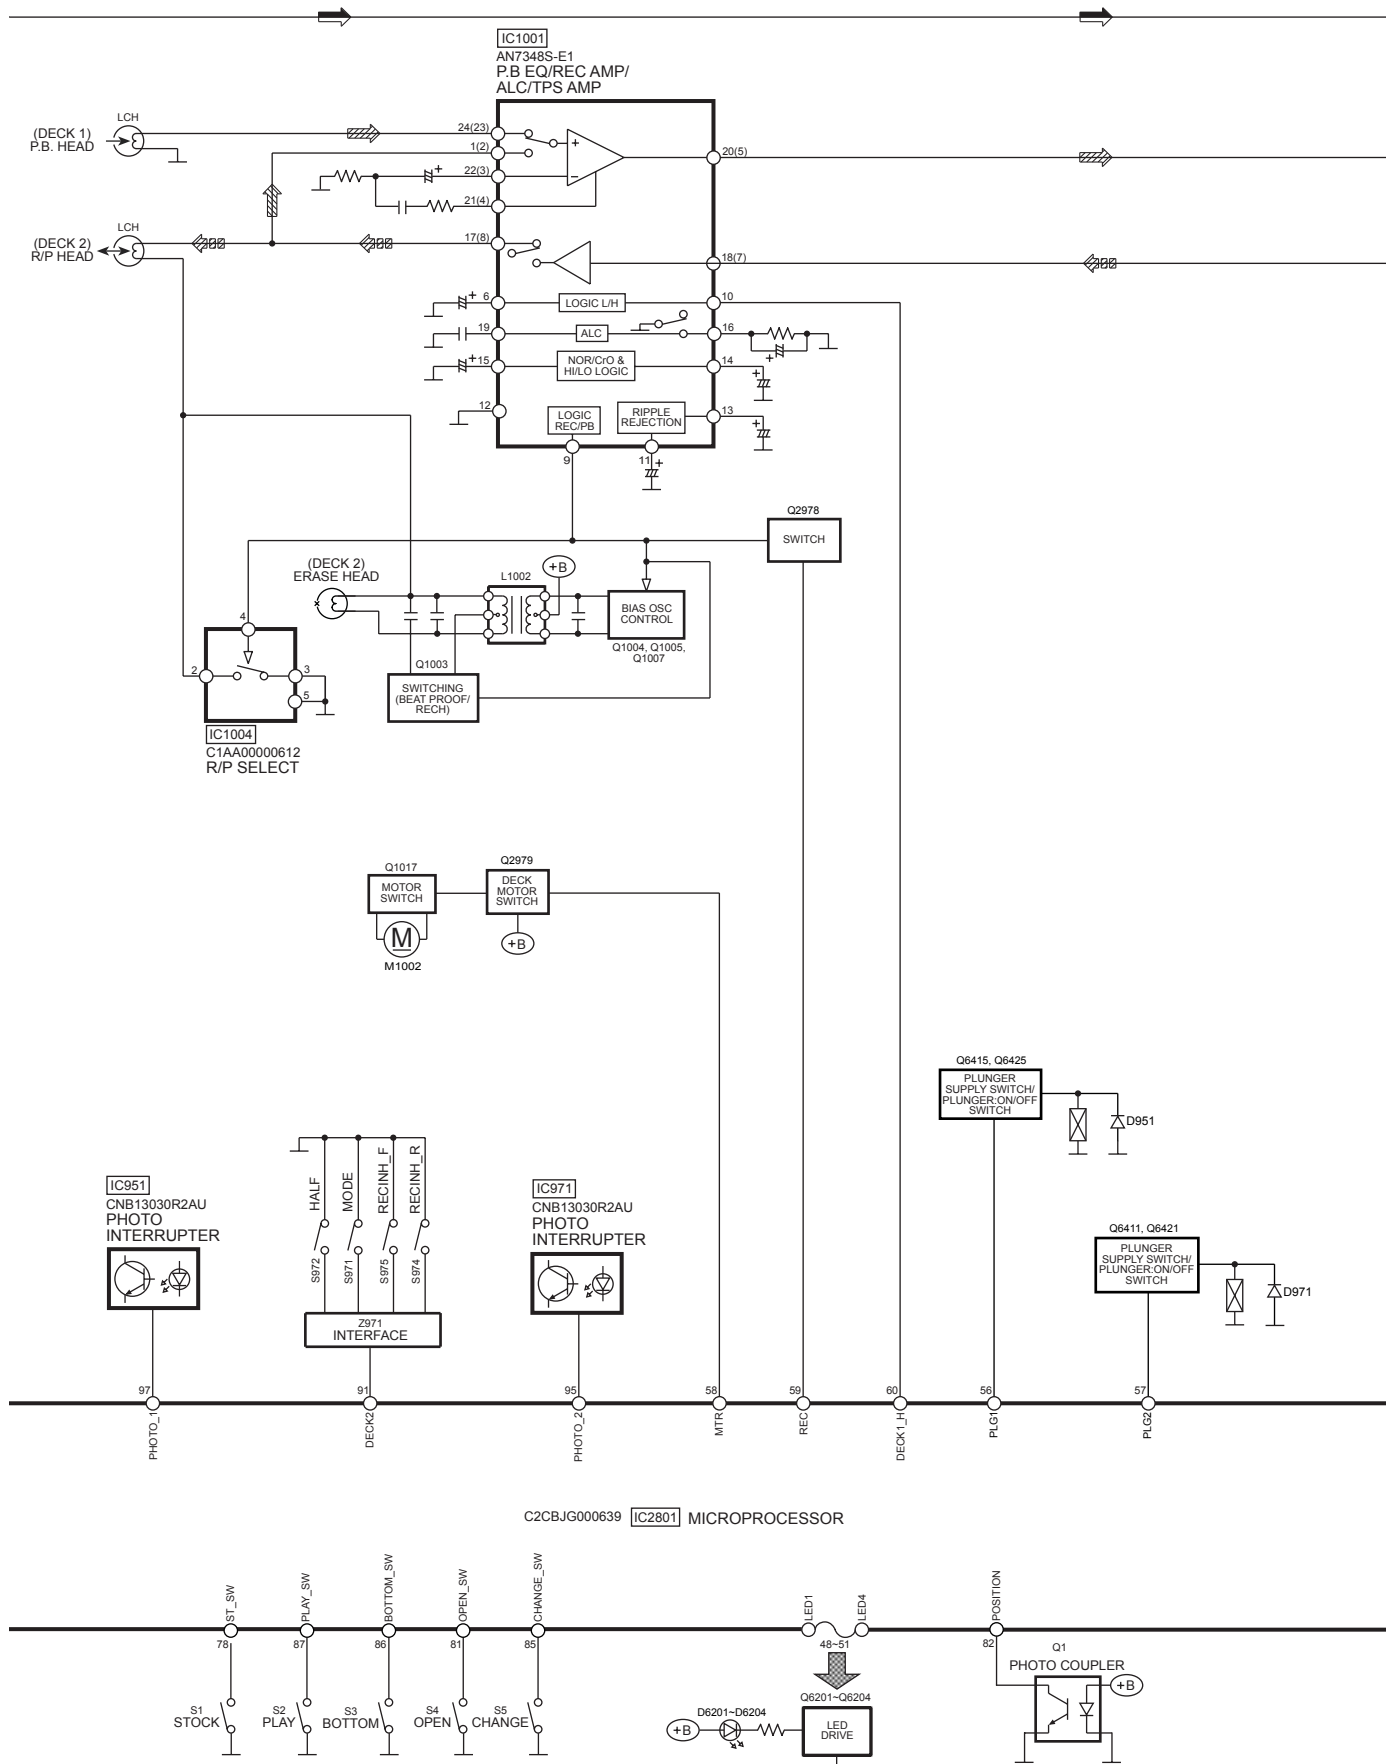 IC1001
AN7348S-E1
P.B EQ/REC AMP/
ALC/TPS AMP
LCH
(DECK 1)
P.B. HEAD
24(23)
1(2)
22(3)
21(4)
20(5)
+
−
+
LCH
(DECK 2)
R/P HEAD
17(8)
18(7)
+
6
LOGIC L/H
10
19
ALC
16
+
+
15
NOR/CrO &
HI/LO LOGIC
14
+
12
LOGIC
REC/PB
RIPPLE
REJECTION
13
+
9
11
+
Q2978
SWITCH
(DECK 2)
ERASE HEAD
L1002
+B
BIAS OSC
CONTROL
Q1004, Q1005,
Q1007
4
2
3
5
Q1003
SWITCHING
(BEAT PROOF/
RECH)
IC1004
C1AA00000612
R/P SELECT
Q1017
MOTOR
SWITCH
M
M1002
Q2979
DECK
MOTOR
SWITCH
+B
Q6415, Q6425
PLUNGER
SUPPLY SWITCH/
PLUNGER:ON/OFF
SWITCH
D951
IC951
CNB13030R2AU
PHOTO
INTERRUPTER
HALF
MODE
RECINH_F
RECINH_R
S972
S971
S975
S974
Z971
INTERFACE
IC971
CNB13030R2AU
PHOTO
INTERRUPTER
Q6411, Q6421
PLUNGER
SUPPLY SWITCH/
PLUNGER:ON/OFF
SWITCH
D971
97
91
95
58
59
60
56
57
PHOTO_1
DECK2
PHOTO_2
MTR
REC
DECK1_H
PLG1
PLG2
C2CBJG000639 IC2801 MICROPROCESSOR
ST_SW
PLAY_SW
BOTTOM_SW
OPEN_SW
CHANGE_SW
LED1
LED4
POSITION
78
87
86
81
85
48~51
82
S1
STOCK
S2
PLAY
S3
BOTTOM
S4
OPEN
S5
CHANGE
Q6201~Q6204
D6201~D6204
+B
LED
DRIVE
Q1
PHOTO COUPLER
+B